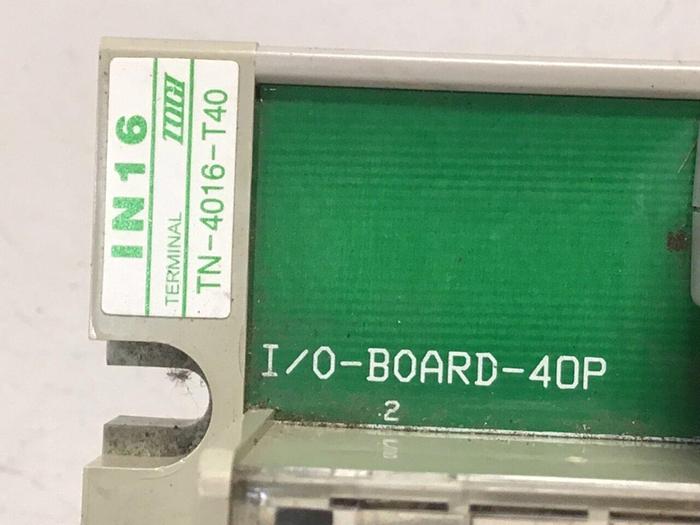 IN16
TERMINAL TOGI
TN-4016-T40
I/O-BOARD-40P
2